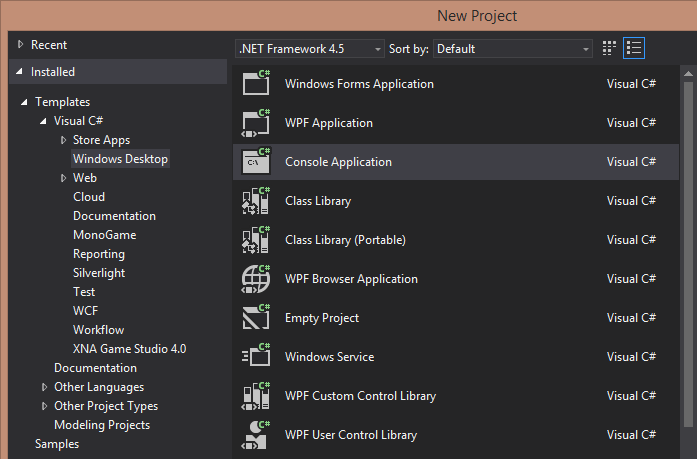 New Project
Recent
Installed
Templates
Visual C#
Store Apps
Windows Desktop
Web
Cloud
Documentation
MonoGame
Reporting
Silverlight
Test
WCF
Workflow
XNA Game Studio 4.0
Documentation
Other Languages
Other Project Types
Modeling Projects
Samples
.NET Framework 4.5 Sort by: Default
C# Windows Forms Application Visual C#
C# WPF Application Visual C#
C# C:\ Console Application Visual C#
C# Class Library Visual C#
C# Class Library (Portable) Visual C#
C# WPF Browser Application Visual C#
C# Empty Project Visual C#
C# Windows Service Visual C#
C# WPF Custom Control Library Visual C#
C# WPF User Control Library Visual C#